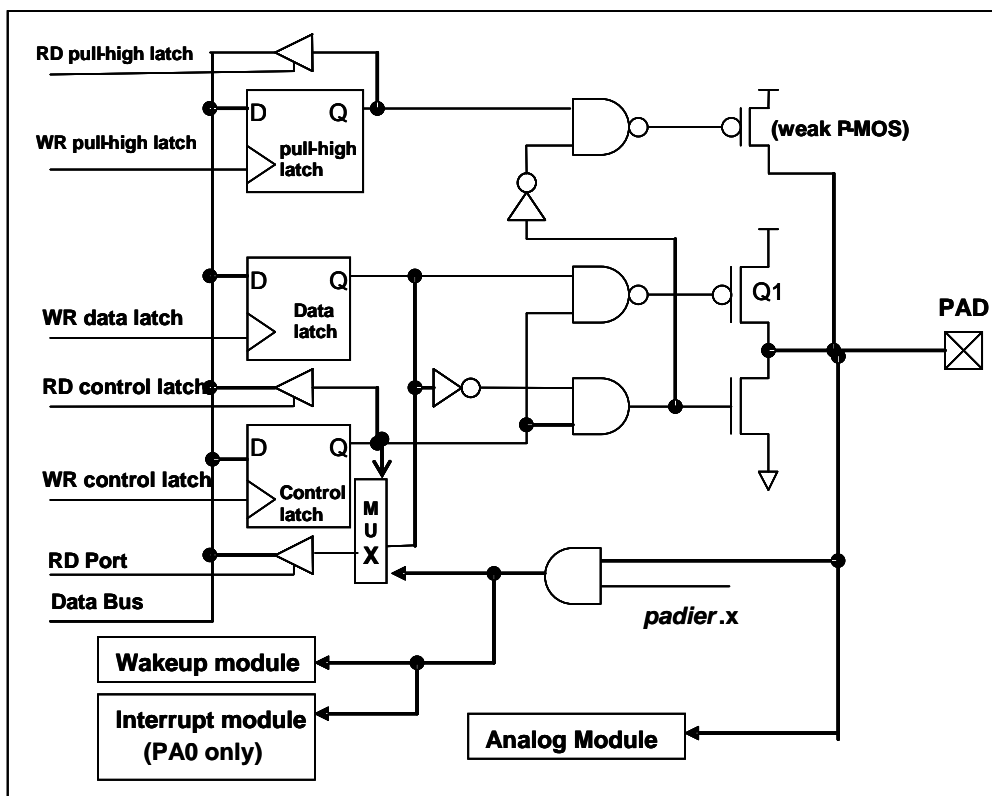 RD pull-high latch
D Q
WR pull-high latch
pull-high
latch
(weak P-MOS)
D Q
WR data latch
Data
latch
Q1
PAD
RD control latch
D Q
WR control latch
Control
latch
M
U
X
RD Port
Data Bus
padier.x
Wakeup module
Interrupt module
(PA0 only)
Analog Module